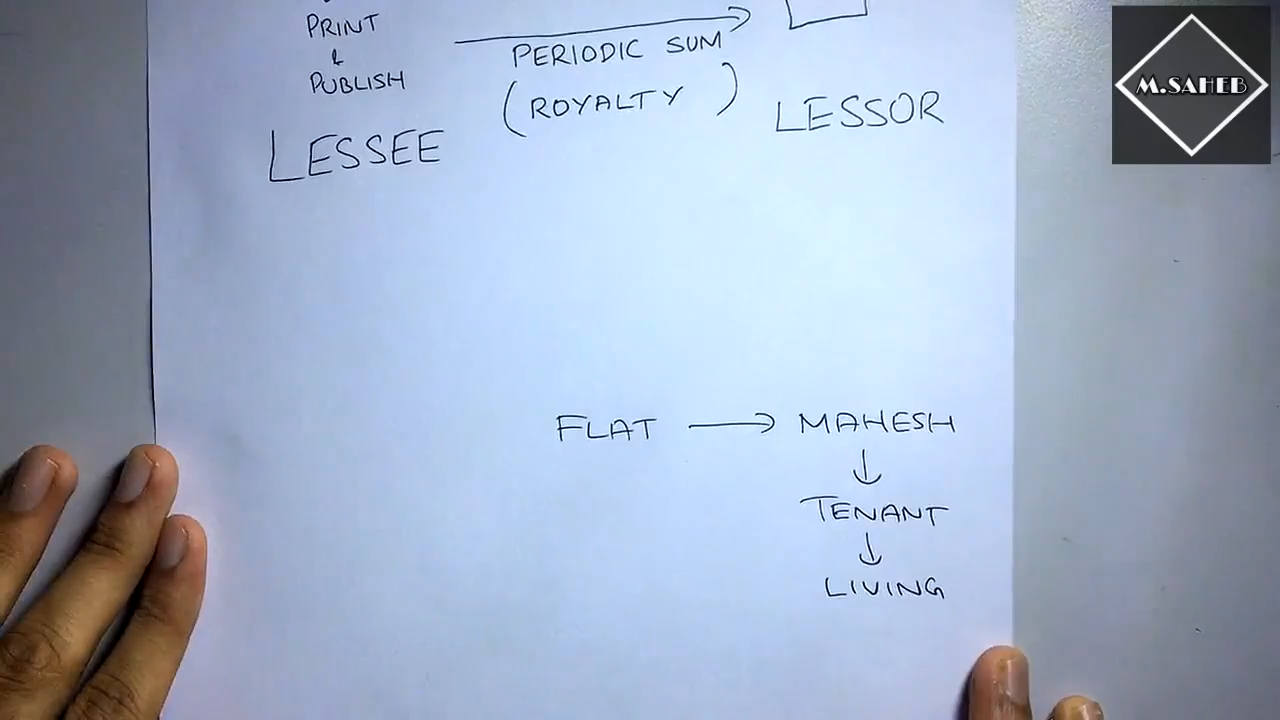 PRINT
&
PUBLISH
PERIODIC SUM
(ROYALTY)
LESSEE
LESSOR
FLAT → MAHESH
↓
TENANT
↓
LIVING
M.SAHEB